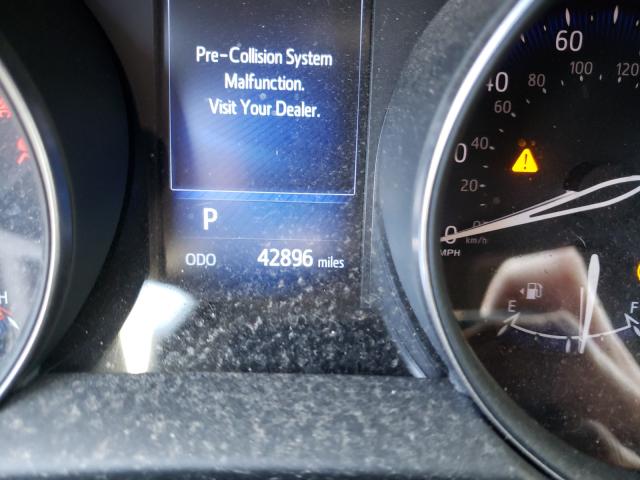 Pre-Collision System
Malfunction.
Visit Your Dealer.
P
ODO 42896 miles
60
100
120
80
40
60
40
20
0
km/h
MPH
E
F
H